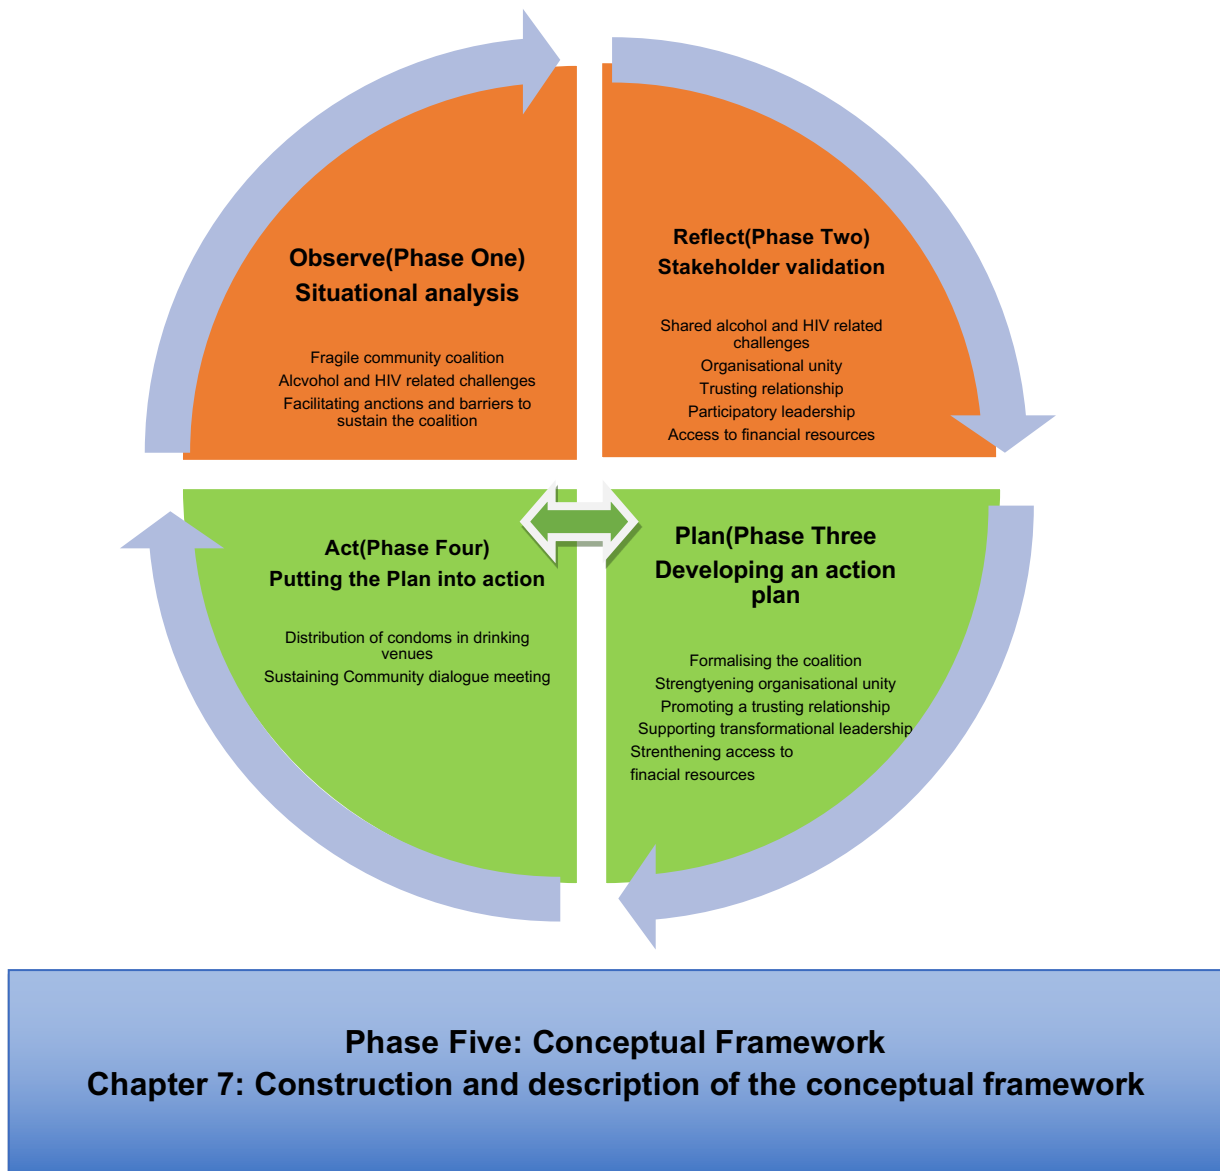 Observe(Phase One)
Situational analysis
Fragile community coalition
Alcvohol and HIV related challenges
Facilitating anctions and barriers to
sustain the coalition
Reflect(Phase Two)
Stakeholder validation
Shared alcohol and HIV related
challenges
Organisational unity
Trusting relationship
Participatory leadership
Access to financial resources
Act(Phase Four)
Putting the Plan into action
Distribution of condoms in drinking
venues
Sustaining Community dialogue meeting
Plan(Phase Three
Developing an action
plan
Formalising the coalition
Strengtyening organisational unity
Promoting a trusting relationship
Supporting transformational leadership
Strenthening access to
finacial resources
Phase Five: Conceptual Framework
Chapter 7: Construction and description of the conceptual framework